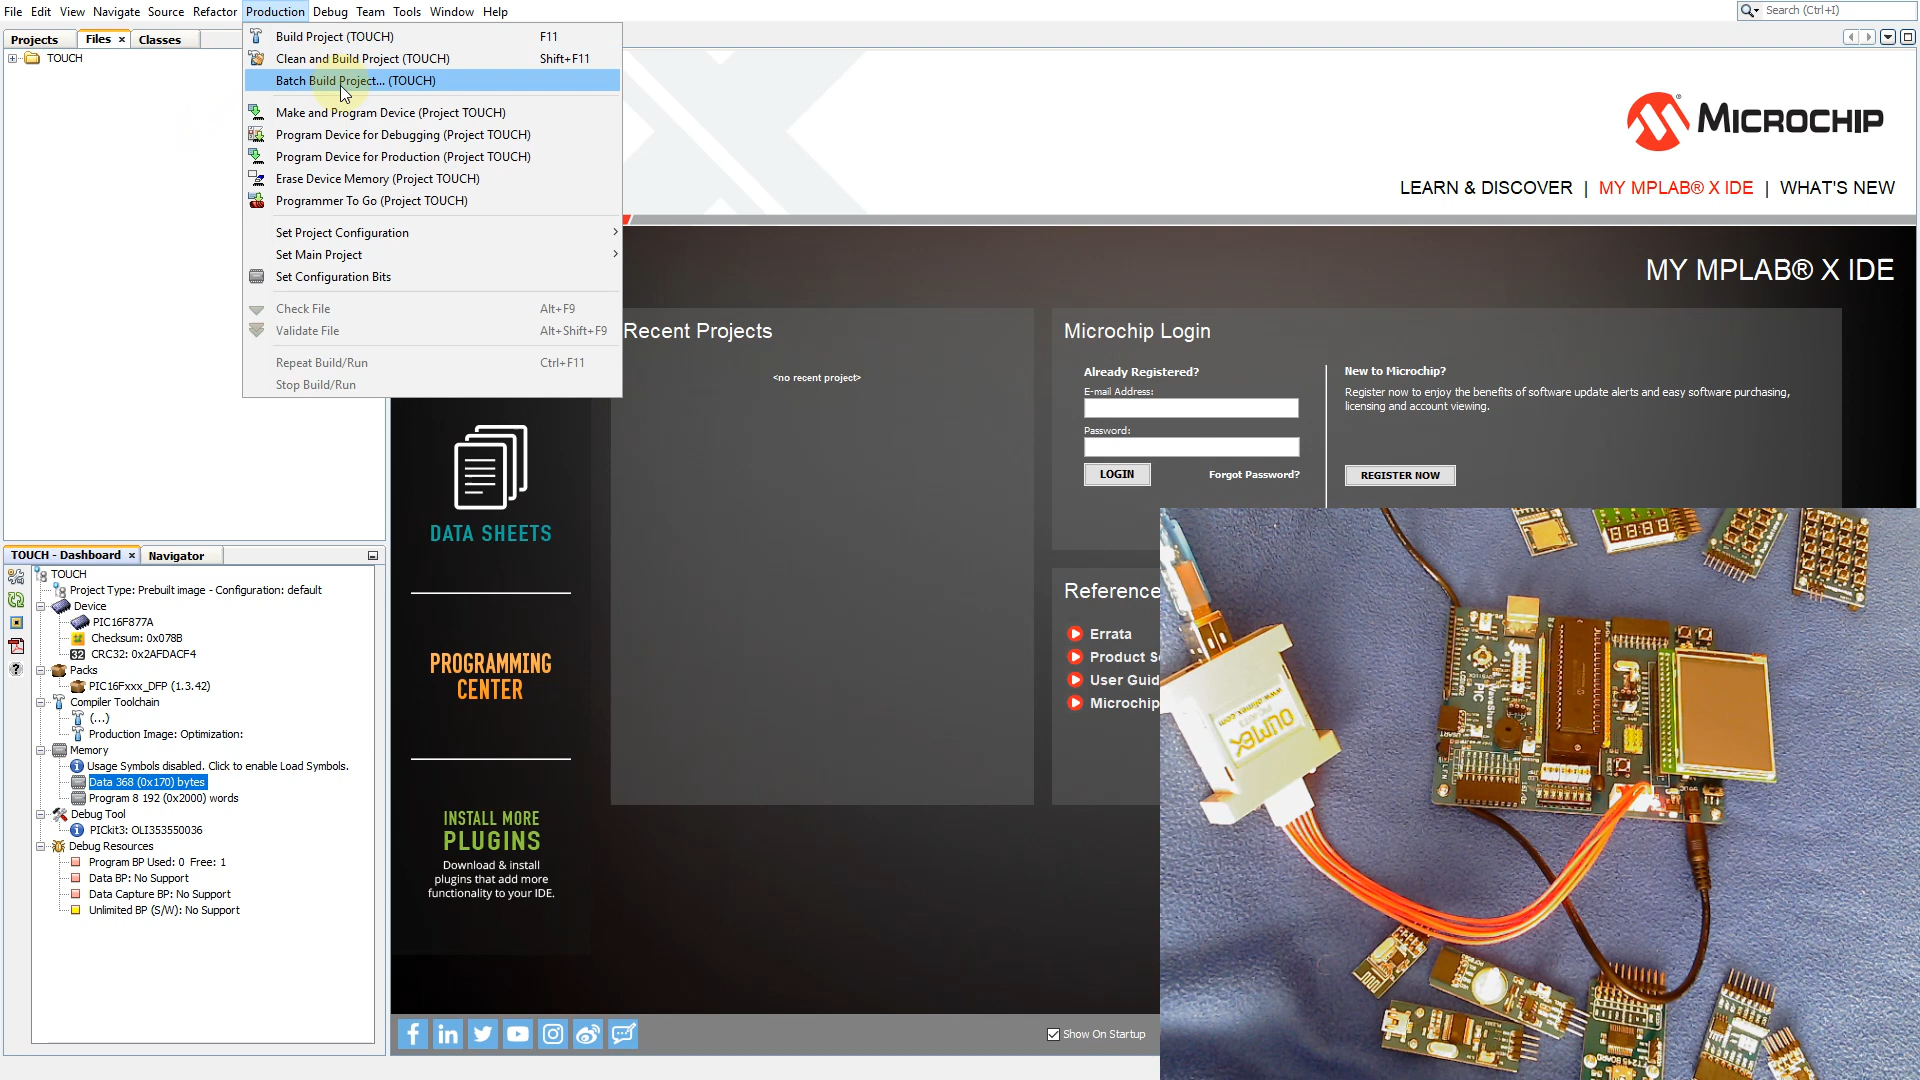 File Edit View Navigate Source Refactor Production Debug Team Tools Window Help
Search (Ctrl+I)
Projects Files × Classes
TOUCH
Build Project (TOUCH) F11
Clean and Build Project (TOUCH) Shift+F11
Batch Build Project... (TOUCH)
Make and Program Device (Project TOUCH)
Program Device for Debugging (Project TOUCH)
Program Device for Production (Project TOUCH)
Erase Device Memory (Project TOUCH)
Programmer To Go (Project TOUCH)
Set Project Configuration
Set Main Project
Set Configuration Bits
Check File Alt+F9
Validate File Alt+Shift+F9
Repeat Build/Run Ctrl+F11
Stop Build/Run
MICROCHIP
LEARN & DISCOVER | MY MPLAB® X IDE | WHAT'S NEW
MY MPLAB® X IDE
Recent Projects
<no recent project>
Microchip Login
Already Registered?
E-mail Address:
Password:
LOGIN
Forgot Password?
New to Microchip?
Register now to enjoy the benefits of software update alerts and easy software purchasing,
licensing and account viewing.
REGISTER NOW
DATA SHEETS
PROGRAMMING
CENTER
INSTALL MORE
PLUGINS
Download & install
plugins that add more
functionality to your IDE.
Reference
Errata
Product S
User Guid
Microchip
Show On Startup
TOUCH - Dashboard × Navigator
TOUCH
Project Type: Prebuilt image - Configuration: default
Device
PIC16F877A
Checksum: 0x078B
32 CRC32: 0x2AFDACF4
Packs
PIC16Fxxx_DFP (1.3.42)
Compiler Toolchain
(...)
Production Image: Optimization:
Memory
Usage Symbols disabled. Click to enable Load Symbols.
Data 368 (0x170) bytes
Program 8 192 (0x2000) words
Debug Tool
PICkit3: OLI353550036
Debug Resources
Program BP Used: 0 Free: 1
Data BP: No Support
Data Capture BP: No Support
Unlimited BP (S/W): No Support
www.olimex.com
OLIMEX
PIC
WaveShare
USART
FT245 BOARD